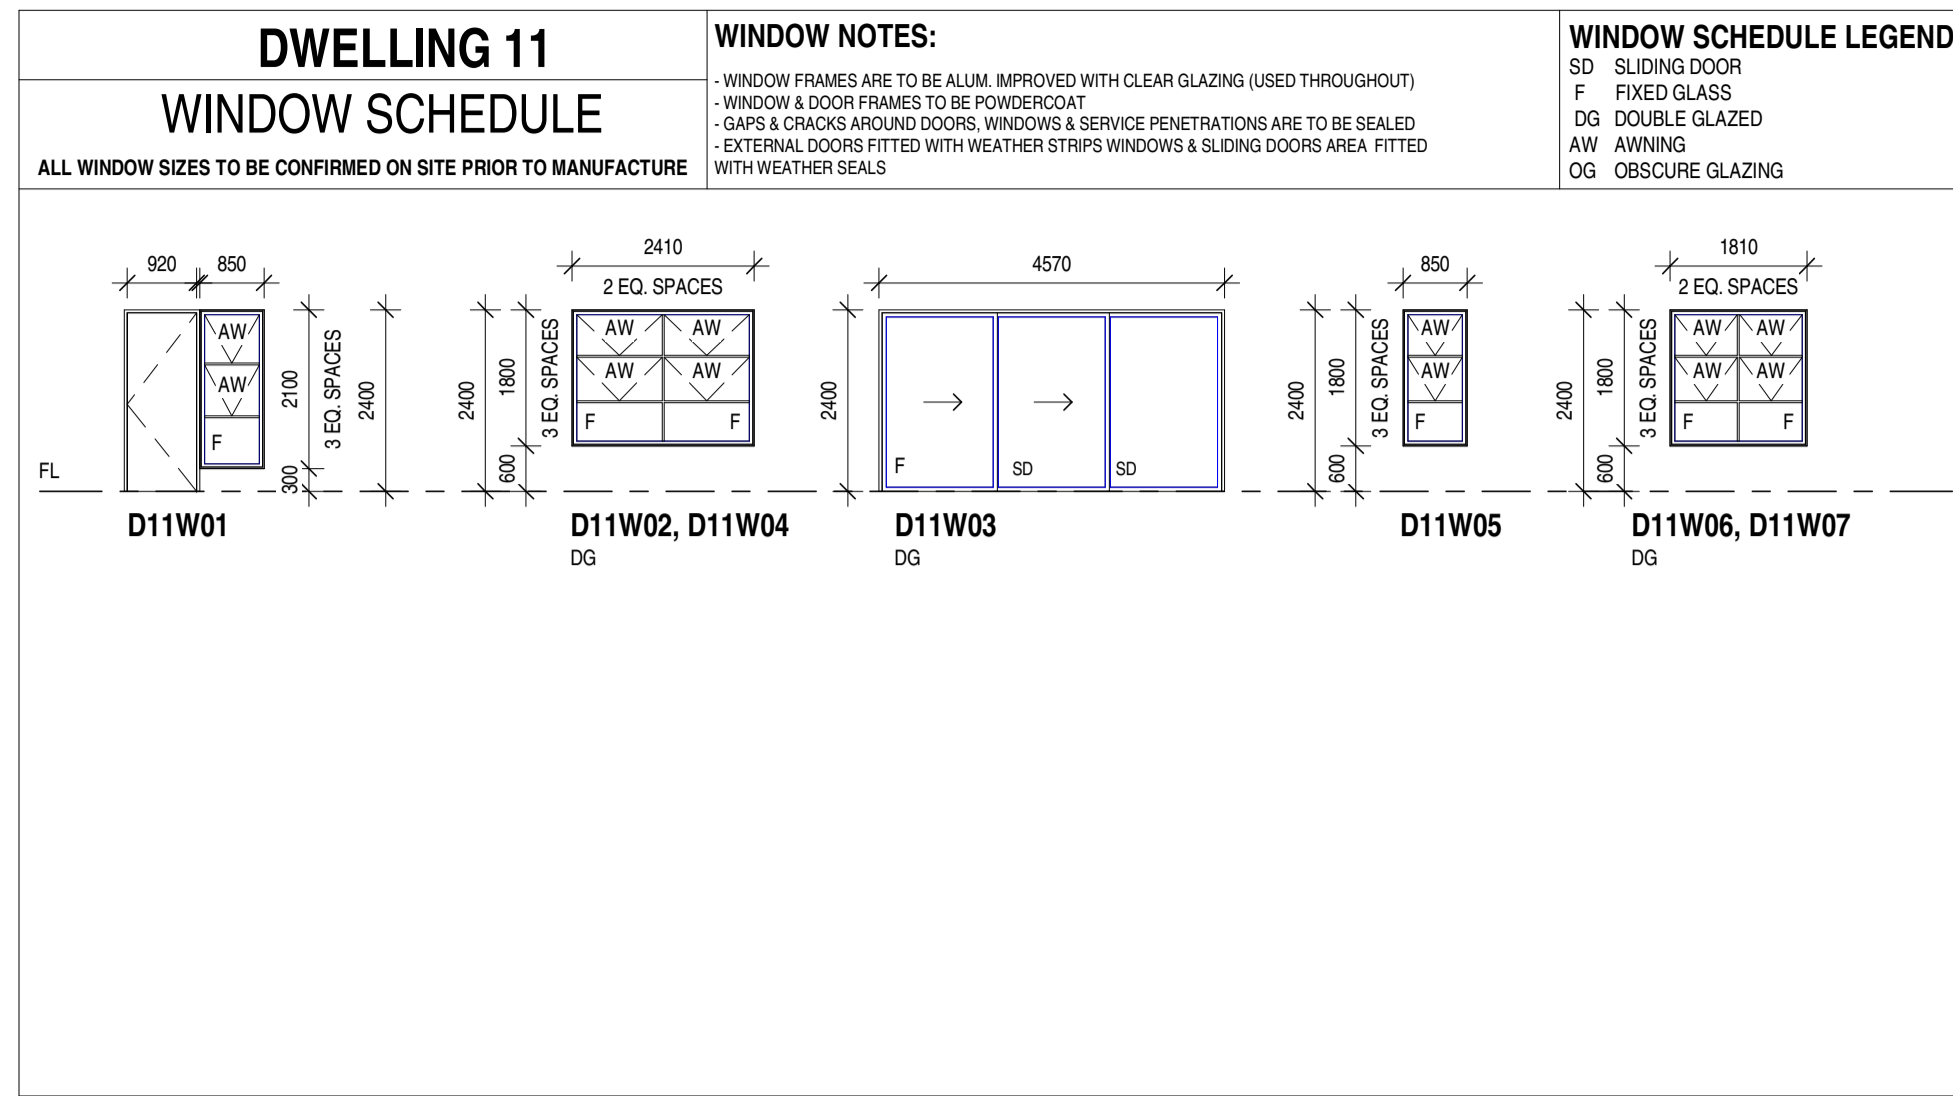 DWELLING 11
WINDOW SCHEDULE
ALL WINDOW SIZES TO BE CONFIRMED ON SITE PRIOR TO MANUFACTURE
WINDOW NOTES:
- WINDOW FRAMES ARE TO BE ALUM. IMPROVED WITH CLEAR GLAZING (USED THROUGHOUT)
- WINDOW & DOOR FRAMES TO BE POWDERCOAT
- GAPS & CRACKS AROUND DOORS, WINDOWS & SERVICE PENETRATIONS ARE TO BE SEALED
- EXTERNAL DOORS FITTED WITH WEATHER STRIPS WINDOWS & SLIDING DOORS AREA FITTED
WITH WEATHER SEALS
WINDOW SCHEDULE LEGEND
SD SLIDING DOOR
F FIXED GLASS
DG DOUBLE GLAZED
AW AWNING
OG OBSCURE GLAZING
920
850
AW
AW
F
2100
300
3 EQ. SPACES
2400
FL
D11W01
2410
2 EQ. SPACES
2400
1800
600
3 EQ. SPACES
AW AW
AW AW
F F
D11W02, D11W04
DG
4570
2400
F
SD
SD
D11W03
DG
850
2400
1800
600
3 EQ. SPACES
AW
AW
F
D11W05
1810
2 EQ. SPACES
2400
1800
600
3 EQ. SPACES
AW AW
AW AW
F F
D11W06, D11W07
DG